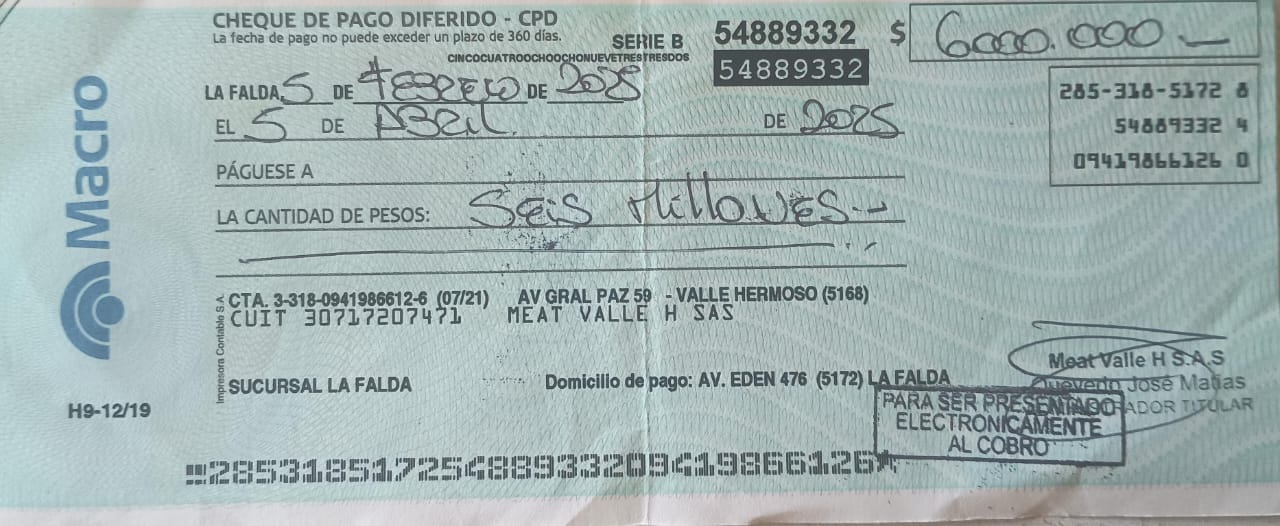 CHEQUE DE PAGO DIFERIDO - CPD
La fecha de pago no puede exceder un plazo de 360 días.
SERIE B
54889332
$ 6000.000
CINCOCUATROOCHOOCHONUEVETRESTRESDOS
54889332
285-318-5172 8
54889332 4
09419866126 0
LA FALDA 5 DE FEBRERO DE 2025
EL 5 DE ABRIL DE 2025
PÁGUESE A
LA CANTIDAD DE PESOS: SEIS MILLONES
Macro
CTA. 3-318-0941986612-6 (07/21) AV GRAL PAZ 59 - VALLE HERMOSO (5168)
CUIT 30717207471 MEAT VALLE H SAS
Impresora Contable S.A.
SUCURSAL LA FALDA
Domicilio de pago: AV. EDEN 476 (5172) LA FALDA
H9-12/19
Meat Valle H S.A.S
José Matías
TITULAR
PARA SER PRESENTADO
ELECTRONICAMENTE
AL COBRO
28531851725488933209419866126